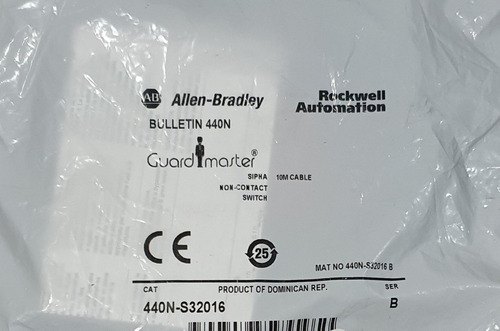 AB Allen-Bradley
Rockwell Automation
BULLETIN 440N
Guardmaster®
SIPHA 10M CABLE
NON-CONTACT
SWITCH
CE
25
MAT NO 440N-S32016 B
CAT PRODUCT OF DOMINICAN REP. SER
440N-S32016 B